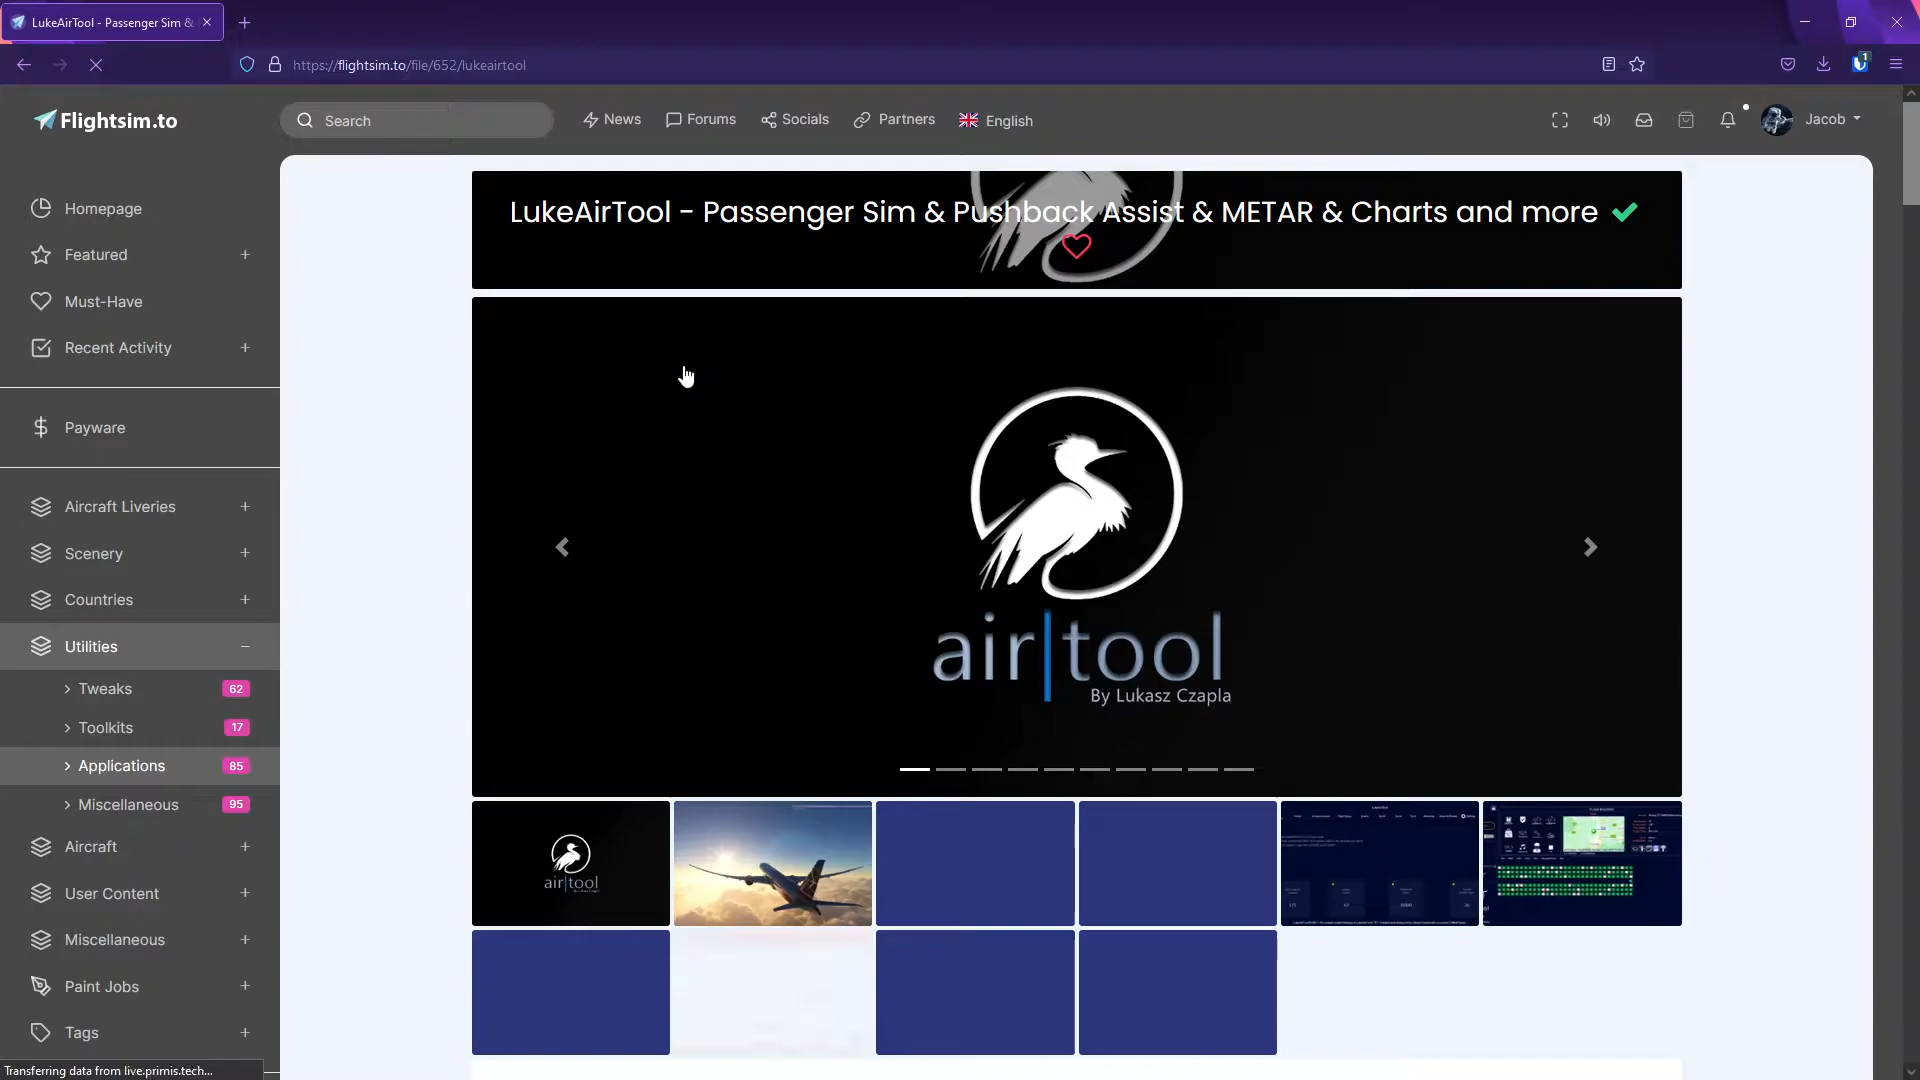 LukeAirTool - Passenger Sim &
https://flightsim.to/file/652/lukeairtool
1
Flightsim.to
Search
News
Forums
Socials
Partners
English
Jacob
Homepage
Featured
Must-Have
Recent Activity
Payware
Aircraft Liveries
Scenery
Countries
Utilities
Tweaks 62
Toolkits 17
Applications 85
Miscellaneous 95
Aircraft
User Content
Miscellaneous
Paint Jobs
Tags
Transferring data from live.primis.tech...
LukeAirTool - Passenger Sim & Pushback Assist & METAR & Charts and more
air|tool
By Lukasz Czapla
air|tool